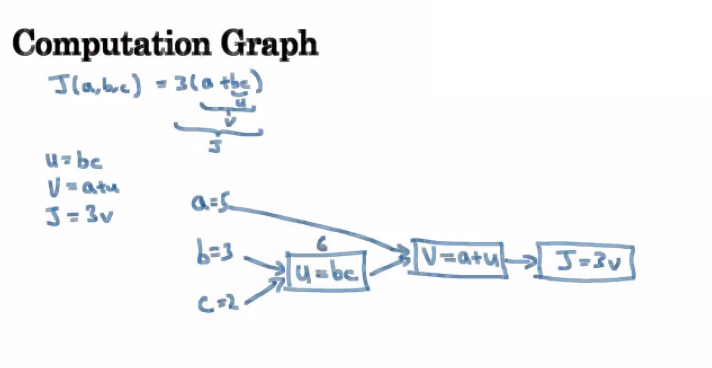 Computation Graph
J(a,b,c) = 3(a+bc)
u
V
J
u=bc
V=a+u
J=3v
a=5
b=3
6
u=bc
V=a+u
J=3v
c=2